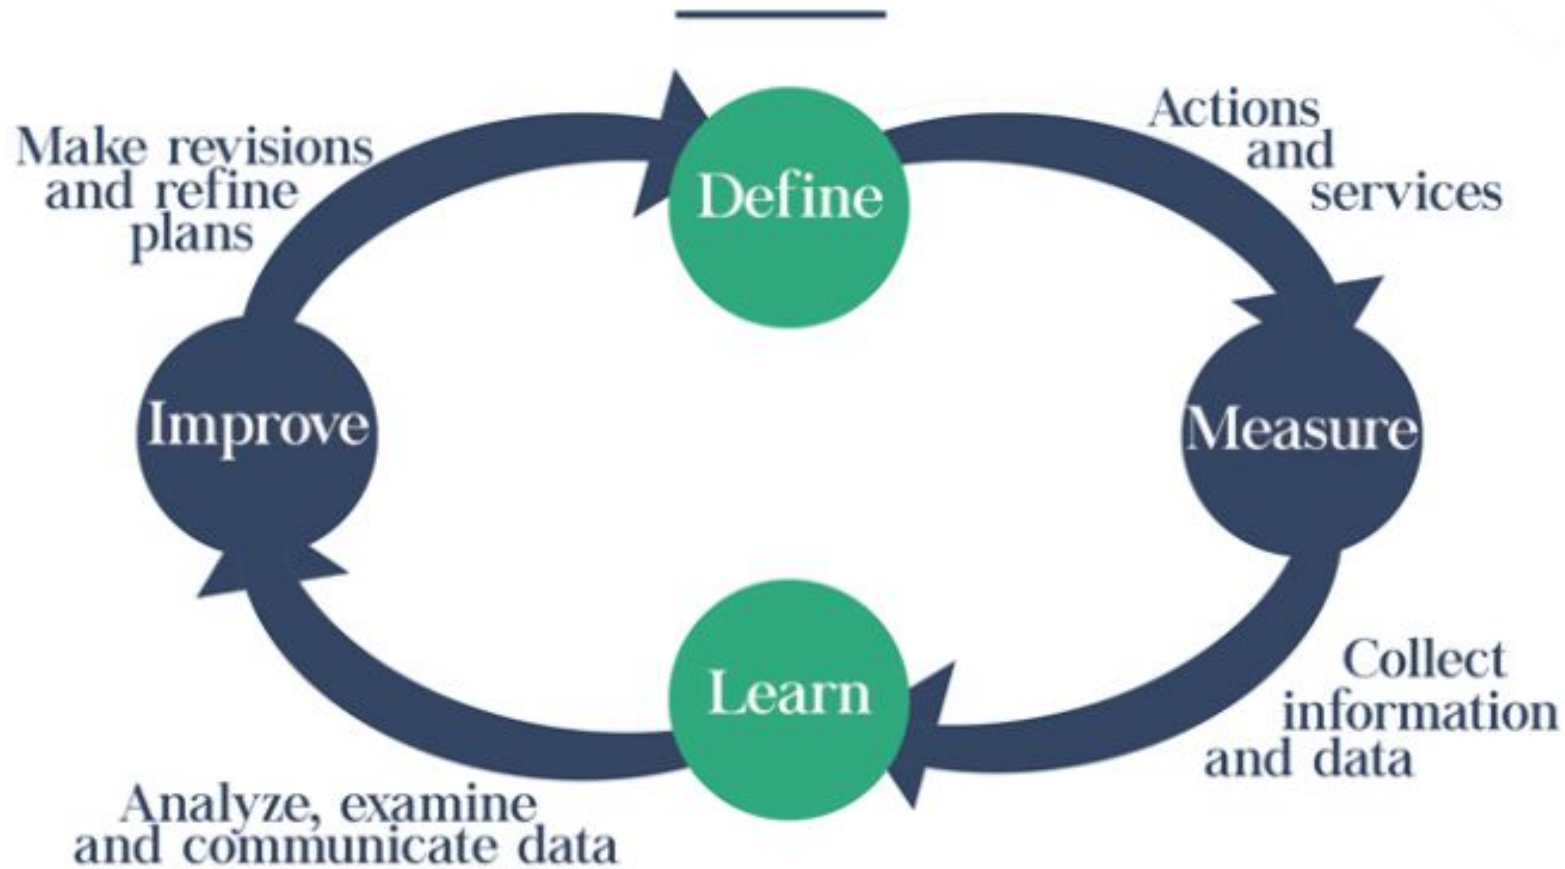 Define
Actions
and
services
Measure
Collect
information
and data
Learn
Analyze, examine
and communicate data
Improve
Make revisions
and refine
plans